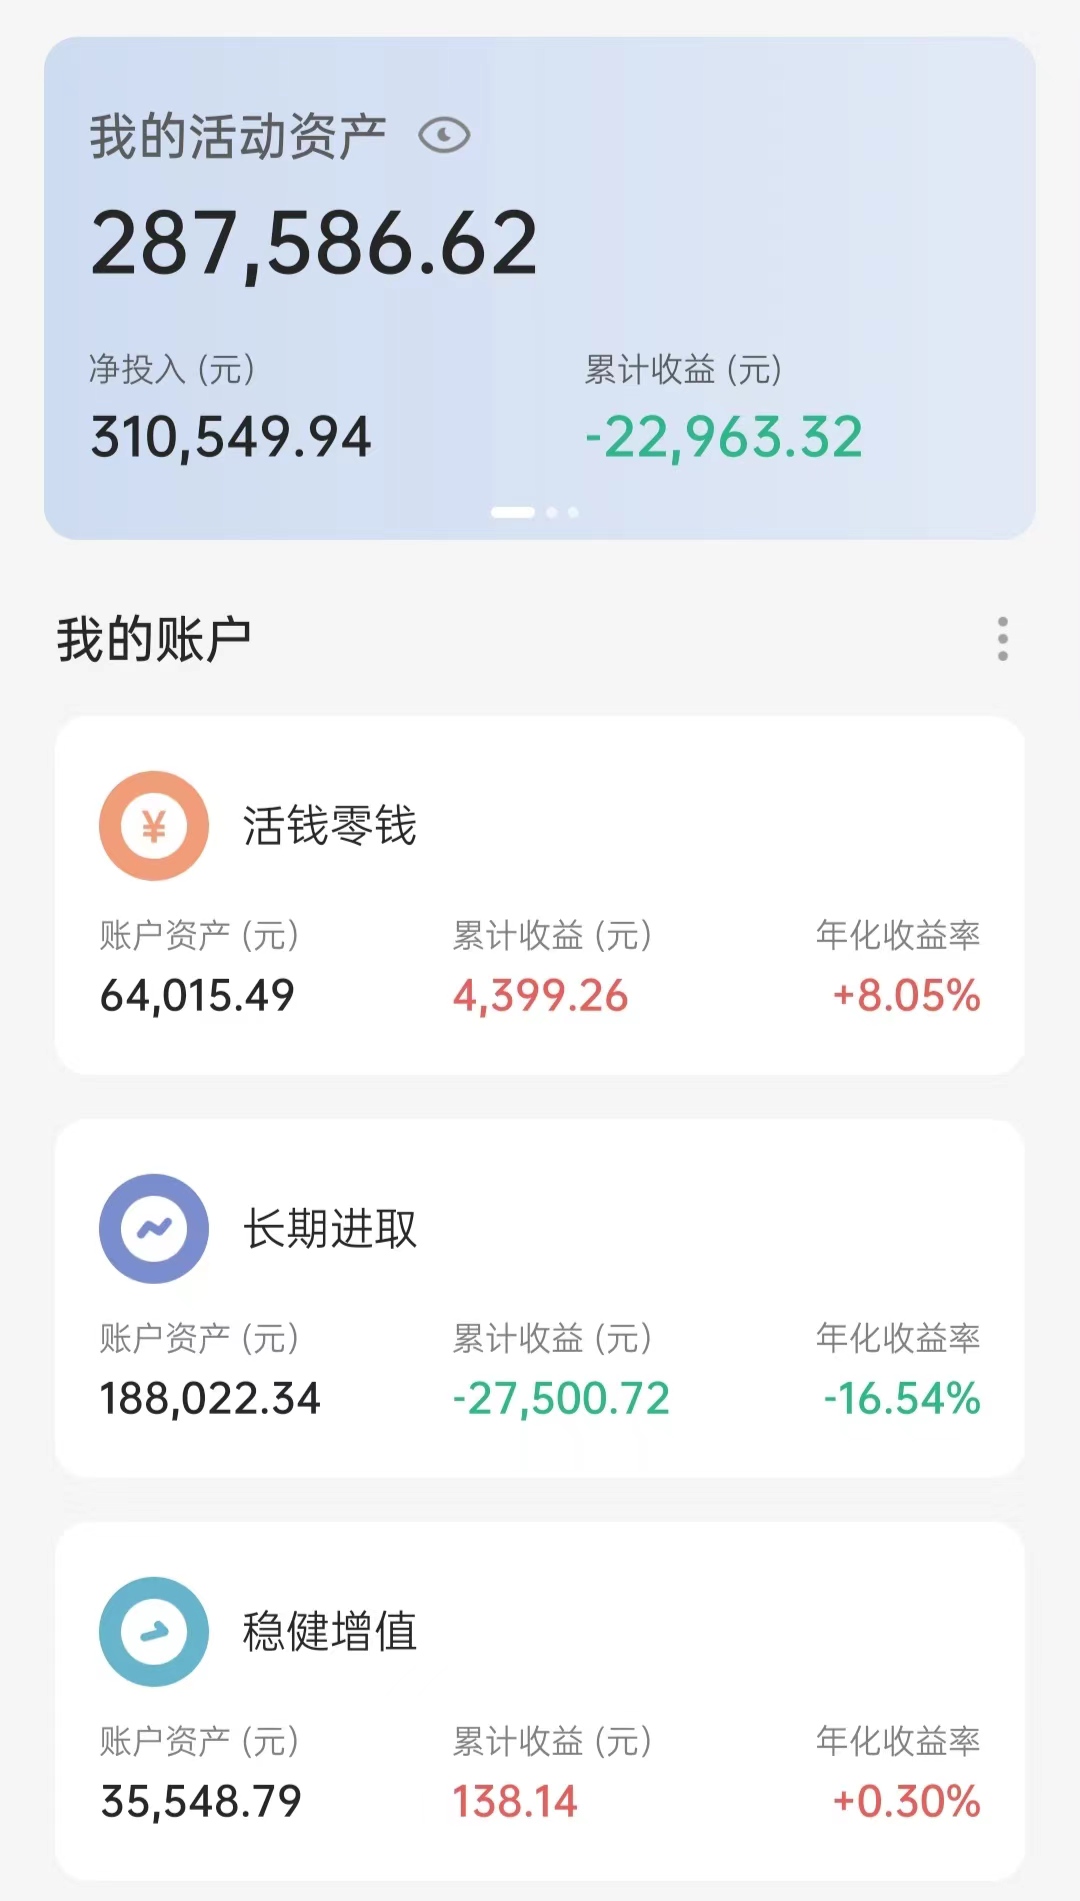 我的活动资产
287,586.62
净投入 (元) 累计收益 (元)
310,549.94 -22,963.32
我的账户
¥ 活钱零钱
账户资产 (元) 累计收益 (元) 年化收益率
64,015.49 4,399.26 +8.05%
长期进取
账户资产 (元) 累计收益 (元) 年化收益率
188,022.34 -27,500.72 -16.54%
稳健增值
账户资产 (元) 累计收益 (元) 年化收益率
35,548.79 138.14 +0.30%